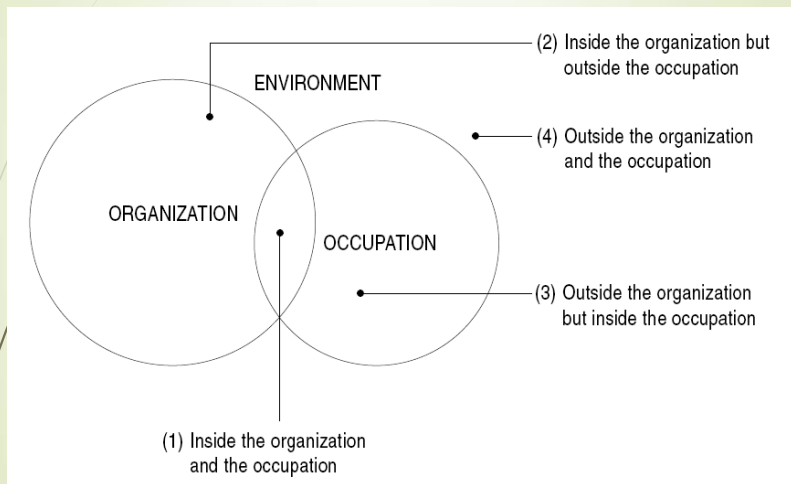 (2) Inside the organization but
outside the occupation
ENVIRONMENT
(4) Outside the organization
and the occupation
ORGANIZATION
OCCUPATION
(3) Outside the organization
but inside the occupation
(1) Inside the organization
and the occupation